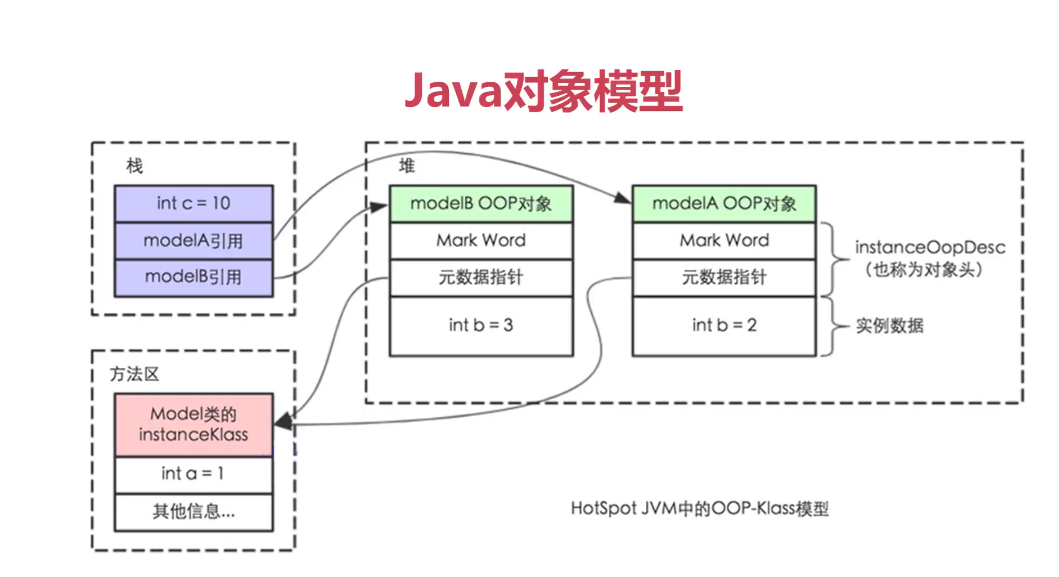 Java对象模型
栈
int c = 10
modelA引用
modelB引用
堆
modelB OOP对象
Mark Word
元数据指针
int b = 3
modelA OOP对象
Mark Word
元数据指针
int b = 2
instanceOopDesc
（也称为对象头）
实例数据
方法区
Model类的
instanceKlass
int a = 1
其他信息...
HotSpot JVM中的OOP-Klass模型